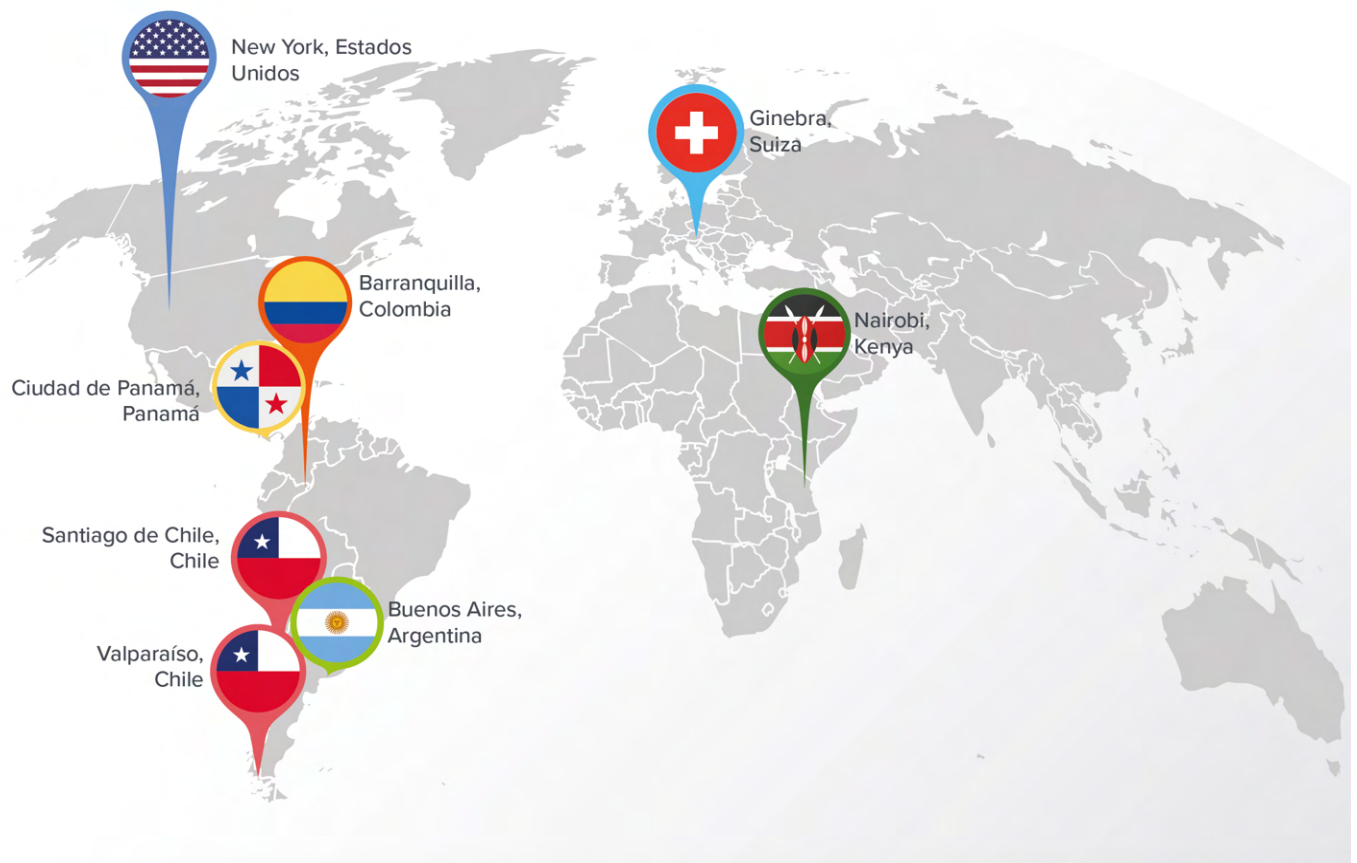 New York, Estados
Unidos
Ginebra,
Suiza
Barranquilla,
Colombia
Nairobi,
Kenya
Ciudad de Panamá,
Panamá
Santiago de Chile,
Chile
Buenos Aires,
Argentina
Valparaíso,
Chile